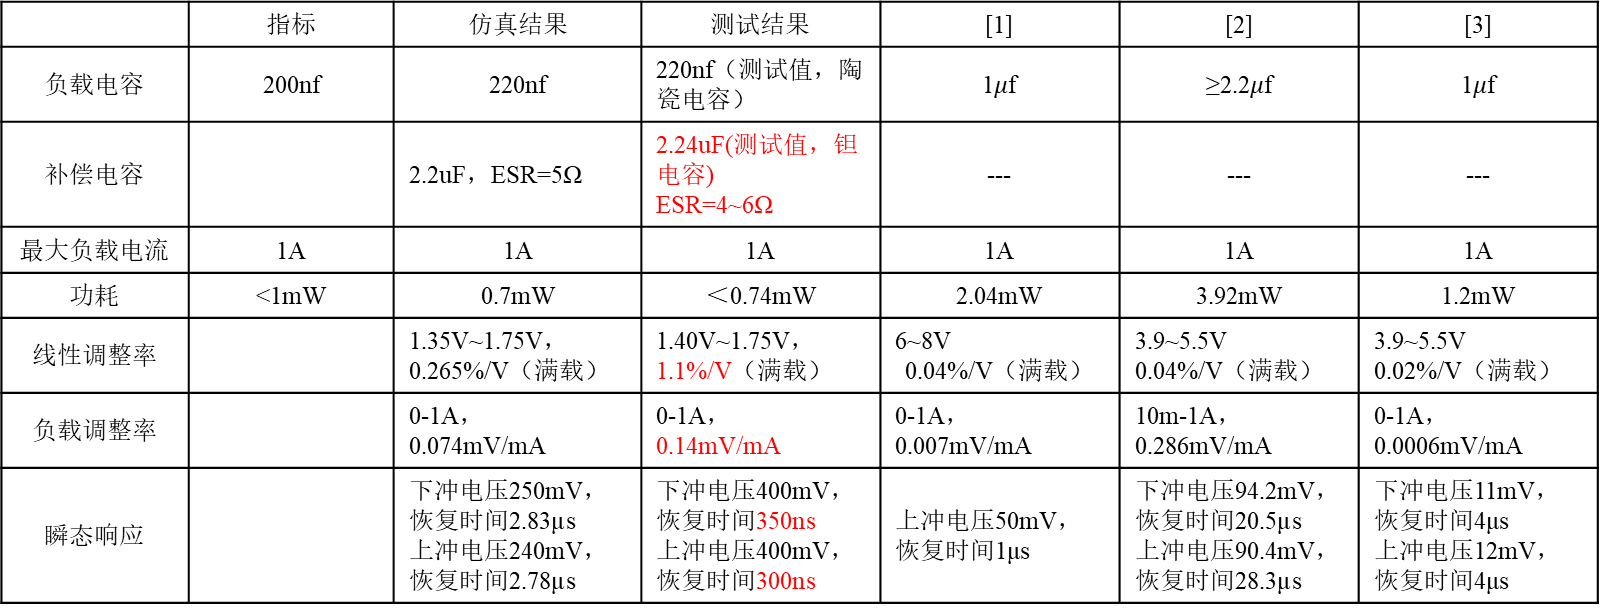 指标 仿真结果 测试结果 [1] [2] [3]
负载电容 200nf 220nf 220nf（测试值，陶
瓷电容） 1μf ≥2.2μf 1μf
补偿电容 2.2uF，ESR=5Ω 2.24uF(测试值，钽
电容)
ESR=4~6Ω --- --- ---
最大负载电流 1A 1A 1A 1A 1A 1A
功耗 <1mW 0.7mW ＜0.74mW 2.04mW 3.92mW 1.2mW
线性调整率 1.35V~1.75V， 1.40V~1.75V， 6~8V 3.9~5.5V 3.9~5.5V
0.265%/V（满载） 1.1%/V（满载） 0.04%/V（满载） 0.04%/V（满载） 0.02%/V（满载）
负载调整率 0-1A， 0-1A， 0-1A， 10m-1A， 0-1A，
0.074mV/mA 0.14mV/mA 0.007mV/mA 0.286mV/mA 0.0006mV/mA
瞬态响应 下冲电压250mV，
恢复时间2.83μs
上冲电压240mV，
恢复时间2.78μs
下冲电压400mV，
恢复时间350ns
上冲电压400mV，
恢复时间300ns
上冲电压50mV，
恢复时间1μs
下冲电压94.2mV，
恢复时间20.5μs
上冲电压90.4mV，
恢复时间28.3μs
下冲电压11mV，
恢复时间4μs
上冲电压12mV，
恢复时间4μs